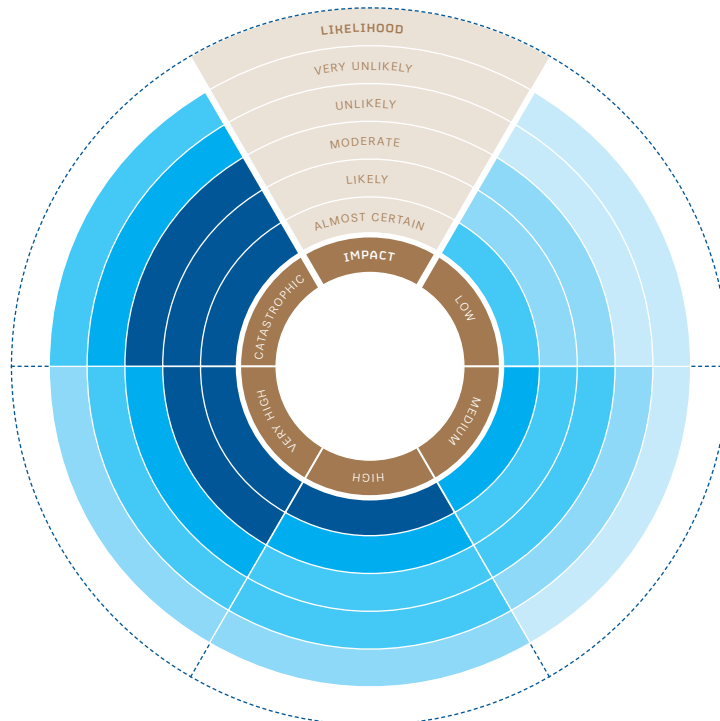 LIKELIHOOD
VERY UNLIKELY
UNLIKELY
MODERATE
LIKELY
ALMOST CERTAIN
IMPACT
LOW
MEDIUM
HIGH
VERY HIGH
CATASTROPHIC